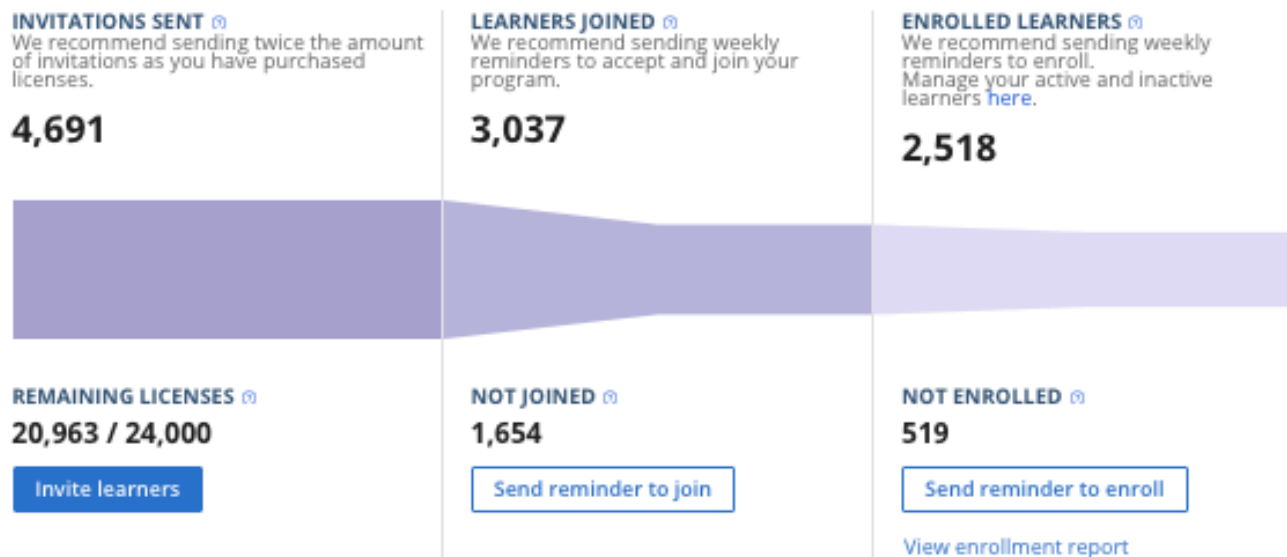 INVITATIONS SENT
We recommend sending twice the amount
of invitations as you have purchased
licenses.
4,691
LEARNERS JOINED
We recommend sending weekly
reminders to accept and join your
program.
3,037
ENROLLED LEARNERS
We recommend sending weekly
reminders to enroll.
Manage your active and inactive
learners here.
2,518
REMAINING LICENSES
20,963 / 24,000
Invite learners
NOT JOINED
1,654
Send reminder to join
NOT ENROLLED
519
Send reminder to enroll
View enrollment report